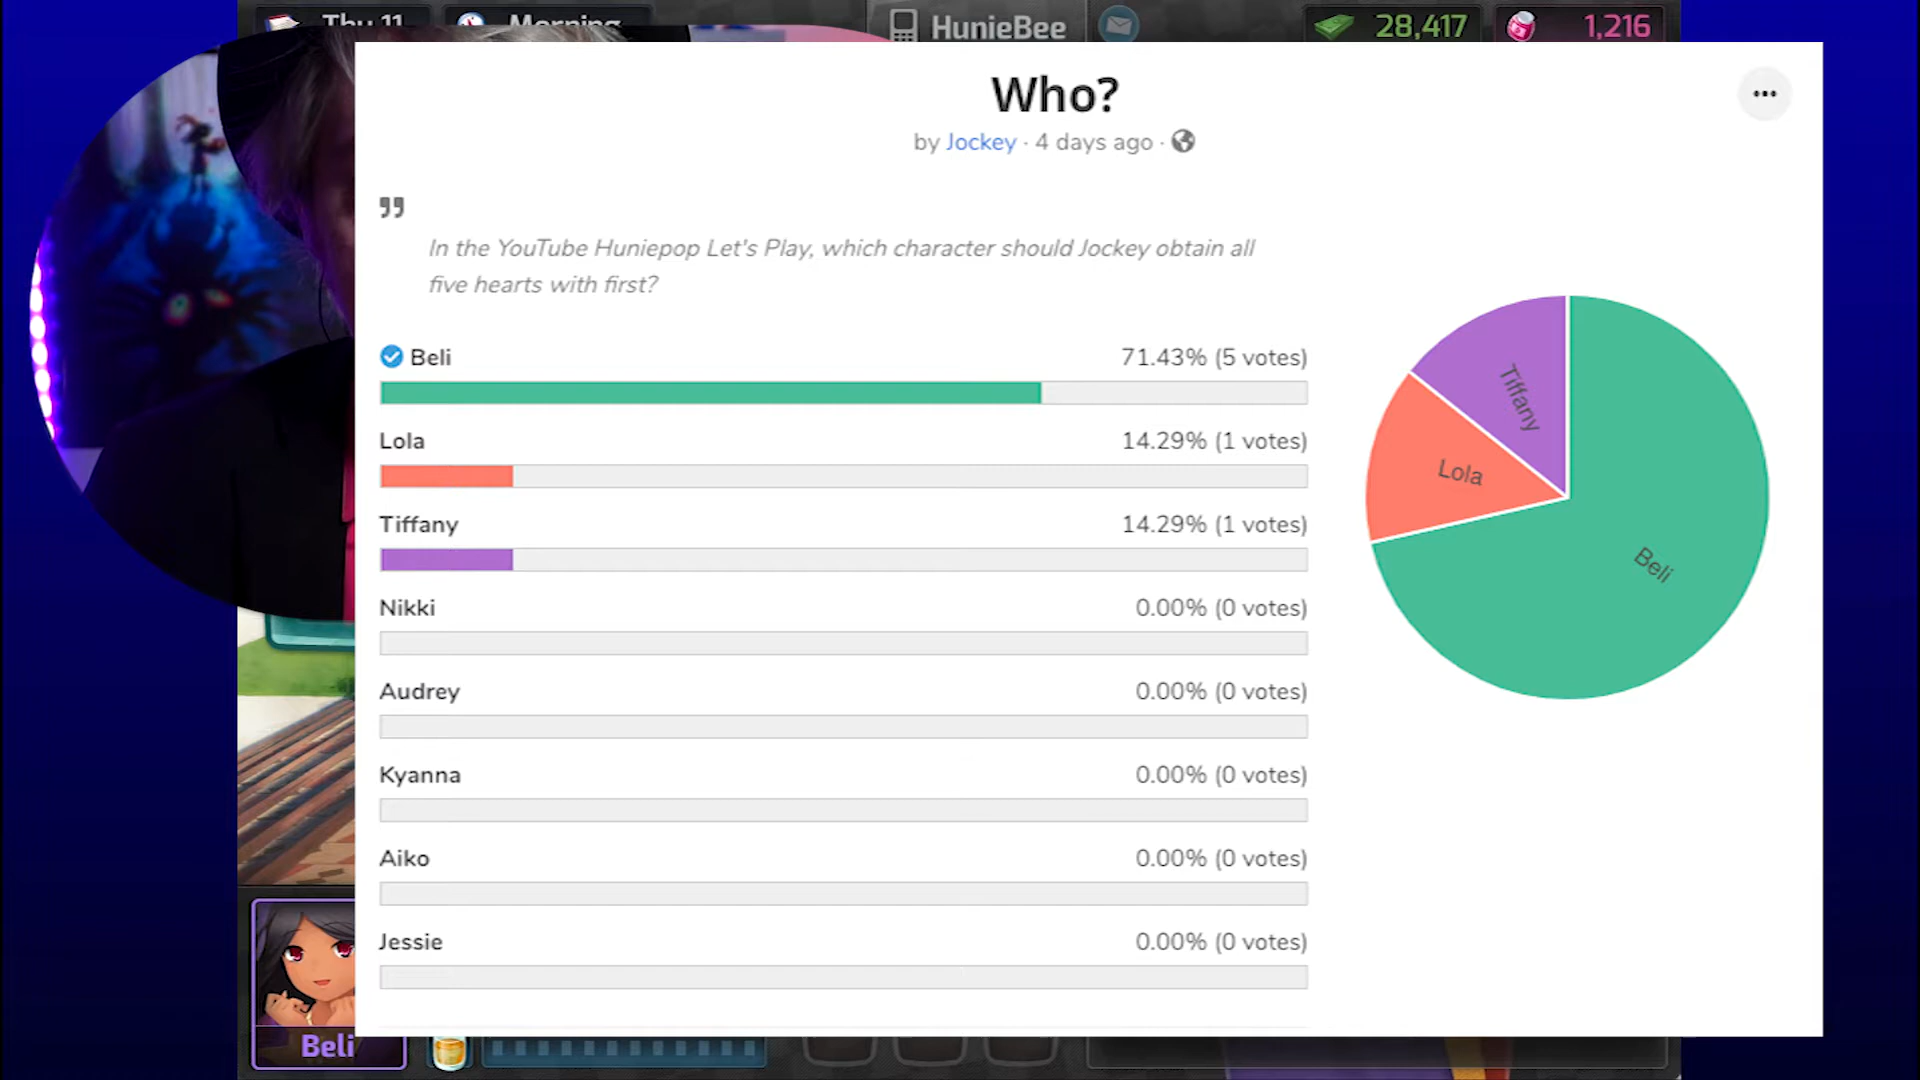 Thu 11
Morning
HunieBee
28,417
1,216
Who?
by Jockey · 4 days ago ·
In the YouTube Huniepop Let's Play, which character should Jockey obtain all
five hearts with first?
Beli 71.43% (5 votes)
Lola 14.29% (1 votes)
Tiffany 14.29% (1 votes)
Nikki 0.00% (0 votes)
Audrey 0.00% (0 votes)
Kyanna 0.00% (0 votes)
Aiko 0.00% (0 votes)
Jessie 0.00% (0 votes)
Tiffany
Lola
Beli
Beli